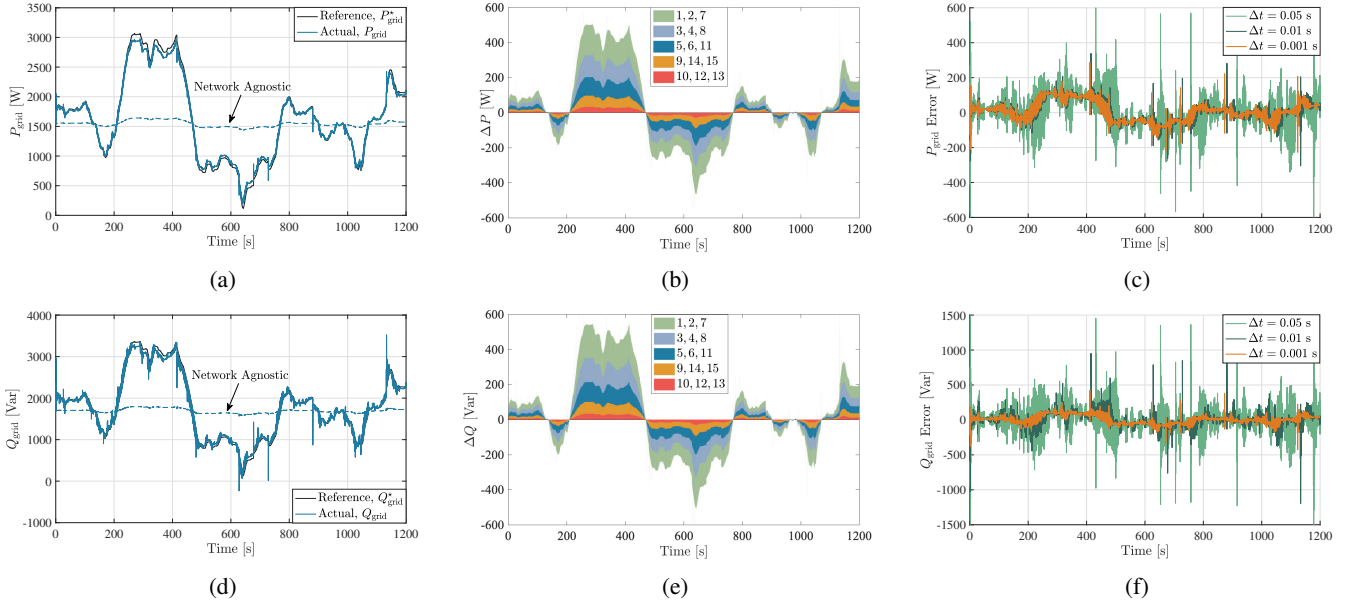 3500
3000
2500
2000
1500
1000
500
0
P_grid [W]
Reference, P*_grid
Actual, P_grid
Network Agnostic
0 200 400 600 800 1000 1200
Time [s]
(a)
600
400
200
0
-200
-400
-600
ΔP [W]
1, 2, 7
3, 4, 8
5, 6, 11
9, 14, 15
10, 12, 13
0 200 400 600 800 1000 1200
Time [s]
(b)
600
400
200
0
200
400
600
P_grid Error [W]
Δt = 0.05 s
Δt = 0.01 s
Δt = 0.001 s
0 200 400 600 800 1000 1200
Time [s]
(c)
4000
3000
2000
1000
0
-1000
Q_grid [Var]
Network Agnostic
Reference, Q*_grid
Actual, Q_grid
0 200 400 600 800 1000 1200
Time [s]
(d)
600
400
200
0
-200
-400
-600
ΔQ [Var]
1, 2, 7
3, 4, 8
5, 6, 11
9, 14, 15
10, 12, 13
0 200 400 600 800 1000 1200
Time [s]
(e)
1500
1000
500
0
-500
-1000
1500
Q_grid Error [Var]
Δt = 0.05 s
Δt = 0.01 s
Δt = 0.001 s
0 200 400 600 800 1000 1200
Time [s]
(f)